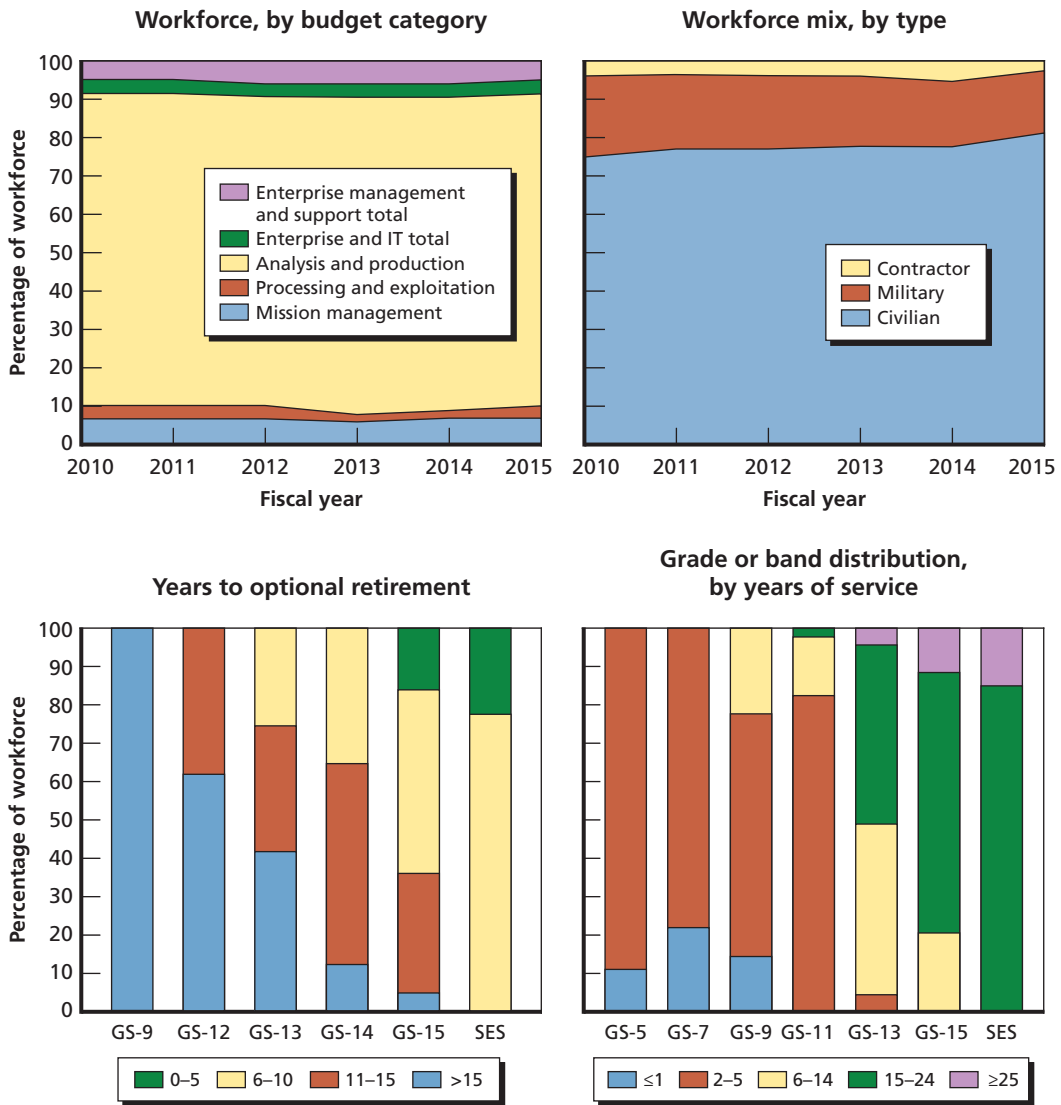 Workforce, by budget category
Percentage of workforce
100
90
80
70
60
50
40
30
20
10
0
Enterprise management
and support total
Enterprise and IT total
Analysis and production
Processing and exploitation
Mission management
2010 2011 2012 2013 2014 2015
Fiscal year
Workforce mix, by type
Contractor
Military
Civilian
2010 2011 2012 2013 2014 2015
Fiscal year
Years to optional retirement
Percentage of workforce
100
90
80
70
60
50
40
30
20
10
0
GS-9 GS-12 GS-13 GS-14 GS-15 SES
0–5 6–10 11–15 >15
Grade or band distribution,
by years of service
GS-5 GS-7 GS-9 GS-11 GS-13 GS-15 SES
≤1 2–5 6–14 15–24 ≥25